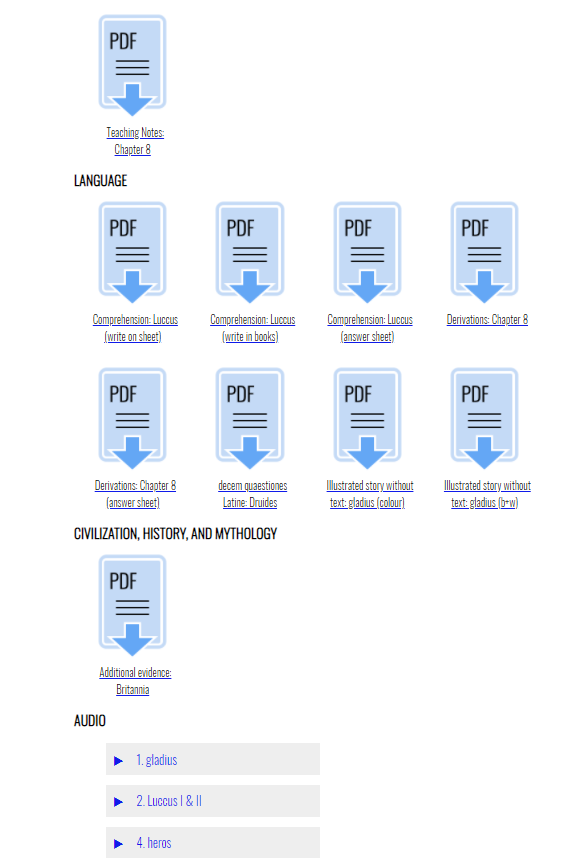 PDF
Teaching Notes:
Chapter 8
LANGUAGE
PDF PDF PDF PDF
Comprehension: Luccus
(write on sheet)
Comprehension: Luccus
(write in books)
Comprehension: Luccus
(answer sheet)
Derivations: Chapter 8
PDF PDF PDF PDF
Derivations: Chapter 8
(answer sheet)
decem quaestiones
Latine: Druides
Illustrated story without
text: gladius (colour)
Illustrated story without
text: gladius (b+w)
CIVILIZATION, HISTORY, AND MYTHOLOGY
PDF
Additional evidence:
Britannia
AUDIO
1. gladius
2. Luccus I & II
4. heros